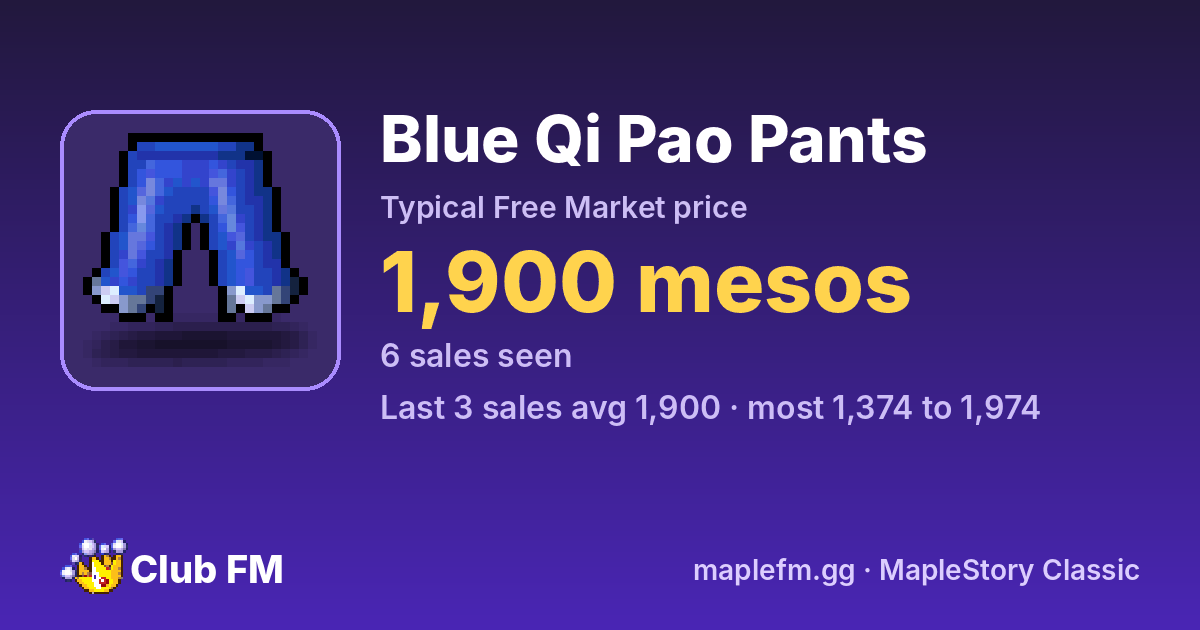 Blue Qi Pao Pants
Typical Free Market price
1,900 mesos
6 sales seen
Last 3 sales avg 1,900 · most 1,374 to 1,974
Club FM
maplefm.gg · MapleStory Classic